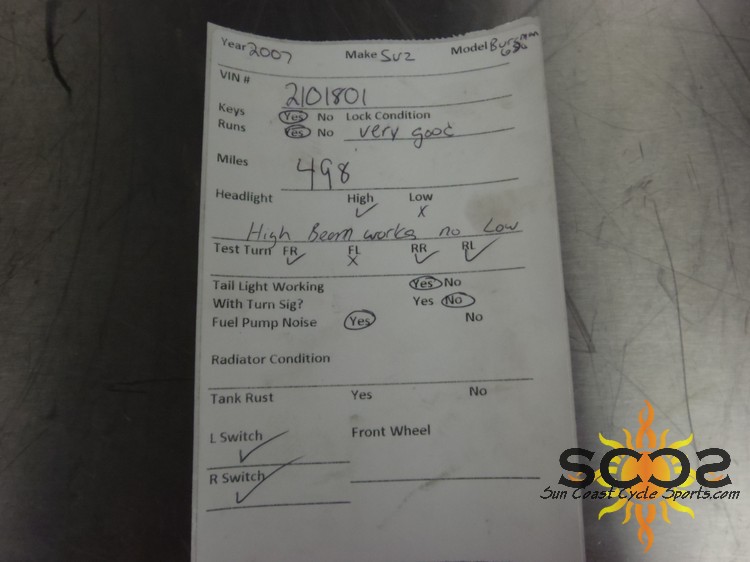 Year 2007 Make Suz Model Burgman
VIN # 2101801
Keys Yes No Lock Condition
Runs Yes No very good
Miles 498
Headlight High ✓ Low X
High Beam works no Low
Test Turn FR ✓ FL X RR ✓ RL ✓
Tail Light Working Yes No
With Turn Sig? Yes No
Fuel Pump Noise Yes No
Radiator Condition
Tank Rust Yes No
L Switch ✓ Front Wheel
R Switch ✓
SCCS
Sun Coast Cycle Sports.com